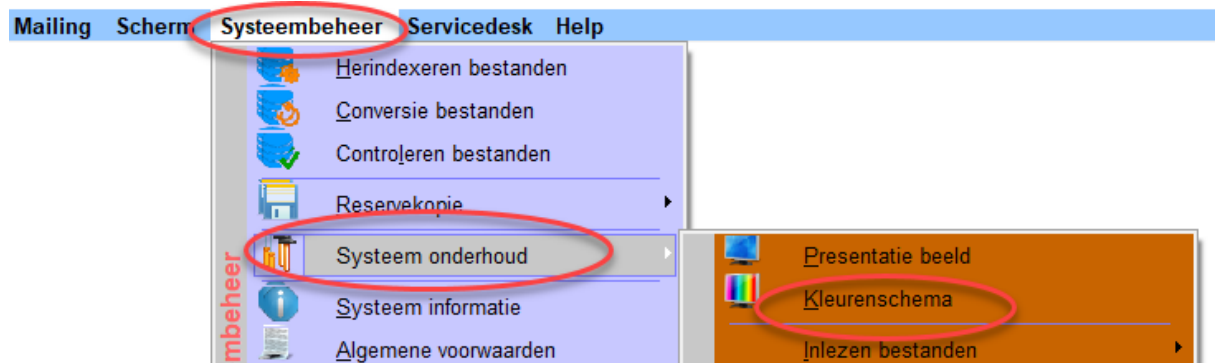 Mailing Scherm Systeembeheer Servicedesk Help
Herindexeren bestanden
Conversie bestanden
Controleren bestanden
Reservekopie
Systeem onderhoud
Systeem informatie
Algemene voorwaarden
mbeheer
Presentatie beeld
Kleurenschema
Inlezen bestanden